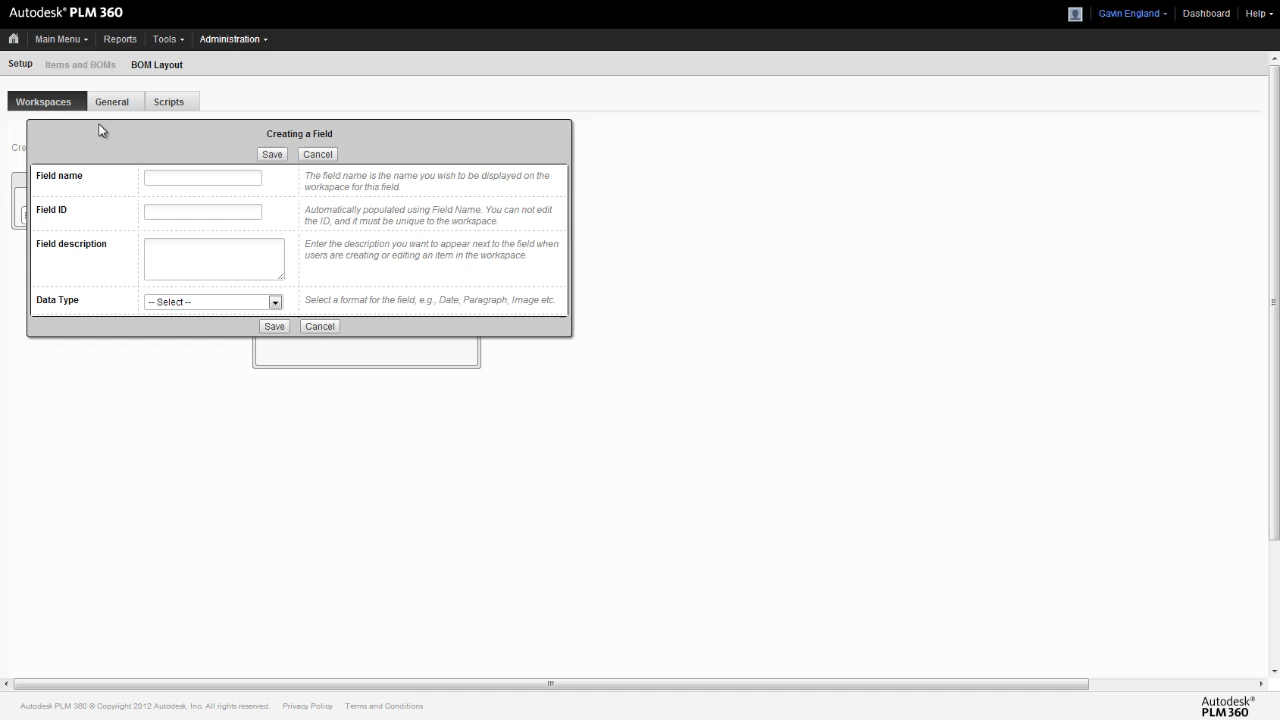 Autodesk® PLM 360
Gavin England Dashboard Help
Main Menu Reports Tools Administration
Setup Items and BOMs BOM Layout
Workspaces General Scripts
Cre
Creating a Field
Save Cancel
Field name
The field name is the name you wish to be displayed on the
workspace for this field.
Field ID
Automatically populated using Field Name. You can not edit
the ID, and it must be unique to the workspace.
Field description
Enter the description you want to appear next to the field when
users are creating or editing an item in the workspace.
Data Type
-- Select --
Select a format for the field, e.g., Date, Paragraph, Image etc.
Save Cancel
Autodesk PLM 360 © Copyright 2012 Autodesk, Inc. All rights reserved. Privacy Policy Terms and Conditions
Autodesk®
PLM 360